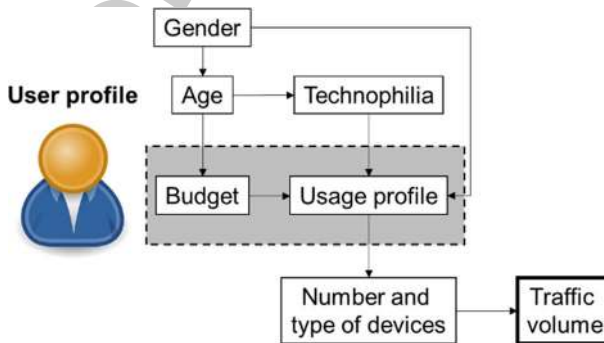 Gender
User profile
Age
Technophilia
Budget
Usage profile
Number and
type of devices
Traffic
volume